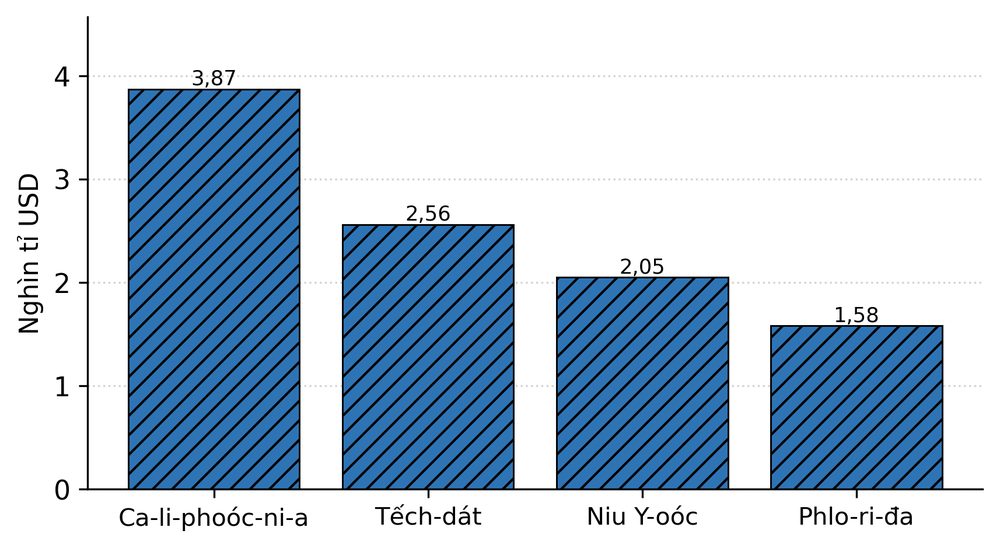 Nghìn tỉ USD
4
3
2
1
0
3,87
2,56
2,05
1,58
Ca-li-phoóc-ni-a
Tếch-dát
Niu Y-oóc
Phlo-ri-đa